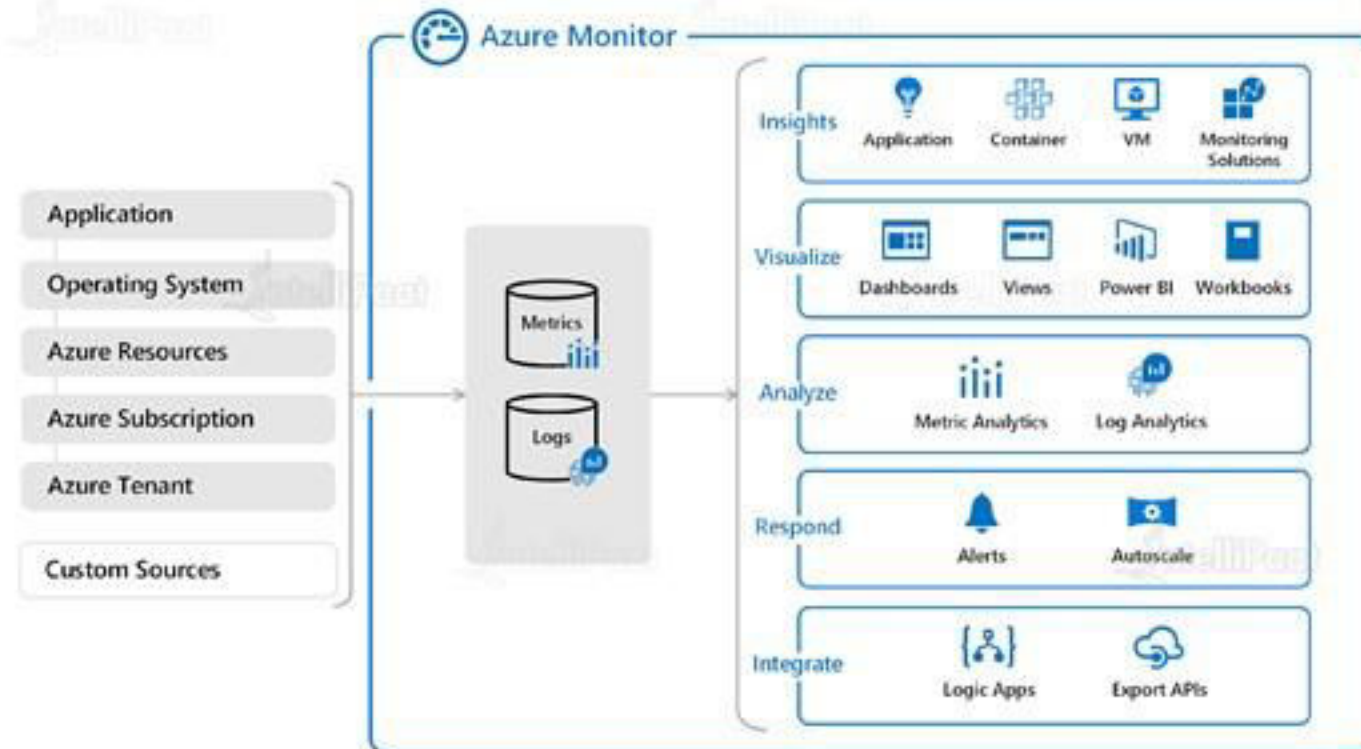 Azure Monitor
Application
Operating System
Azure Resources
Azure Subscription
Azure Tenant
Custom Sources
Metrics
Logs
Insights
Application
Container
VM
Monitoring
Solutions
Visualize
Dashboards
Views
Power BI
Workbooks
Analyze
Metric Analytics
Log Analytics
Respond
Alerts
Autoscale
Integrate
Logic Apps
Export APIs